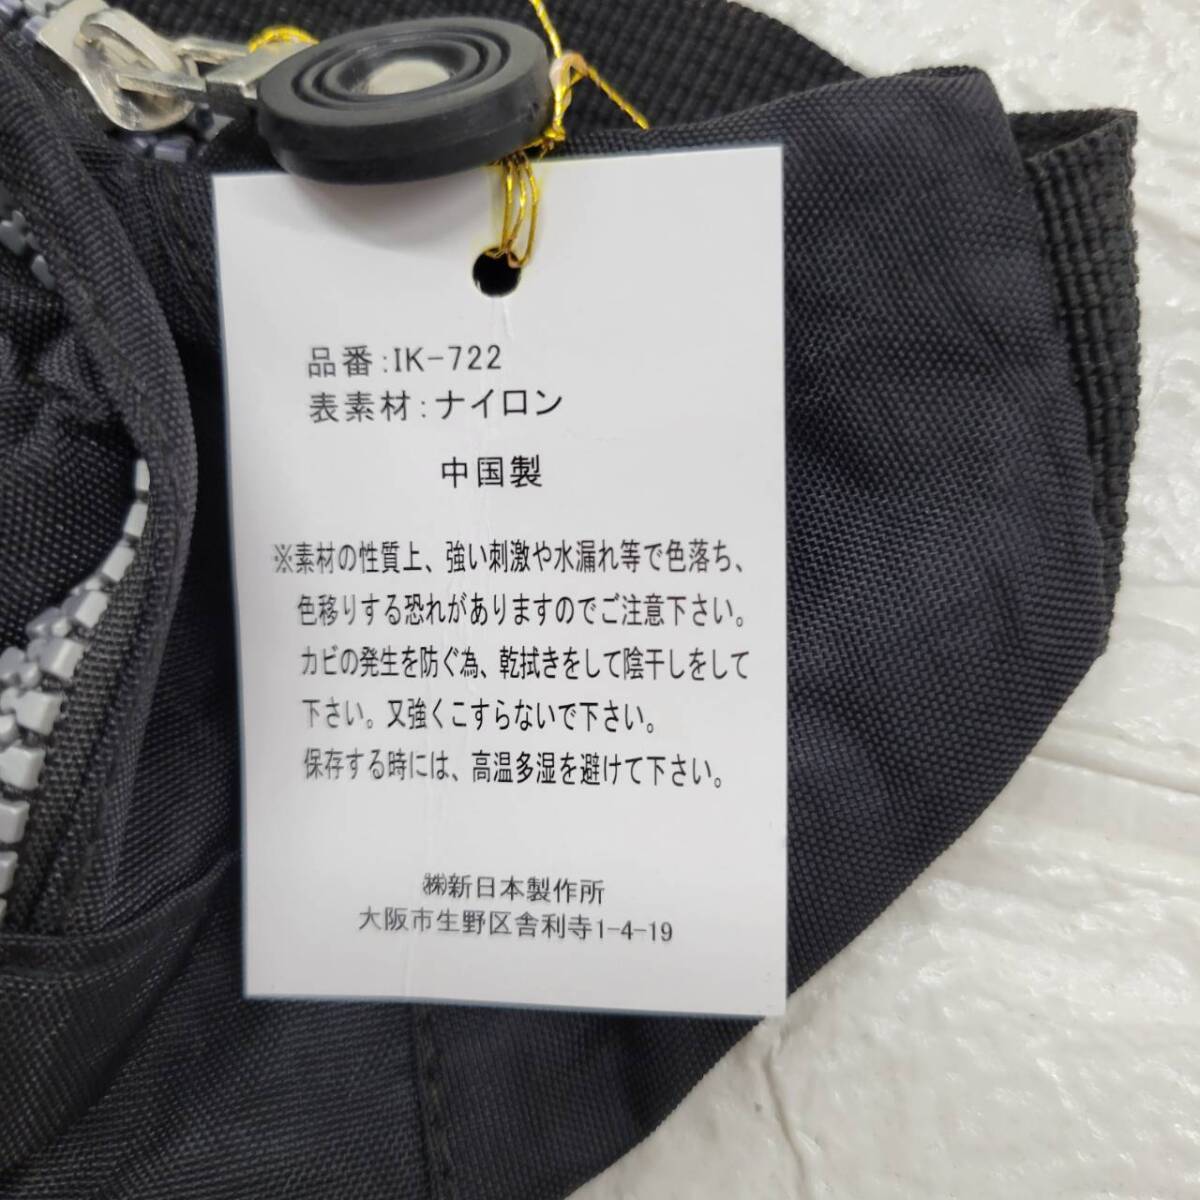 品番:IK-722
表素材:ナイロン
中国製
※素材の性質上、強い刺激や水漏れ等で色落ち、
色移りする恐れがありますのでご注意下さい。
カビの発生を防ぐ為、乾拭きをして陰干しをして
下さい。又強くこすらないで下さい。
保存する時には、高温多湿を避けて下さい。
㈱新日本製作所
大阪市生野区舎利寺1-4-19